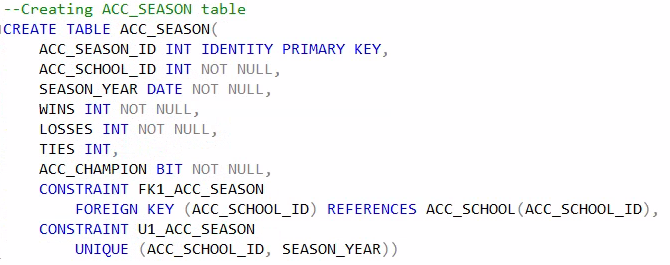 --Creating ACC_SEASON table
CREATE TABLE ACC_SEASON(
    ACC_SEASON_ID INT IDENTITY PRIMARY KEY,
    ACC_SCHOOL_ID INT NOT NULL,
    SEASON_YEAR DATE NOT NULL,
    WINS INT NOT NULL,
    LOSSES INT NOT NULL,
    TIES INT,
    ACC_CHAMPION BIT NOT NULL,
    CONSTRAINT FK1_ACC_SEASON
        FOREIGN KEY (ACC_SCHOOL_ID) REFERENCES ACC_SCHOOL(ACC_SCHOOL_ID),
    CONSTRAINT U1_ACC_SEASON
        UNIQUE (ACC_SCHOOL_ID, SEASON_YEAR))